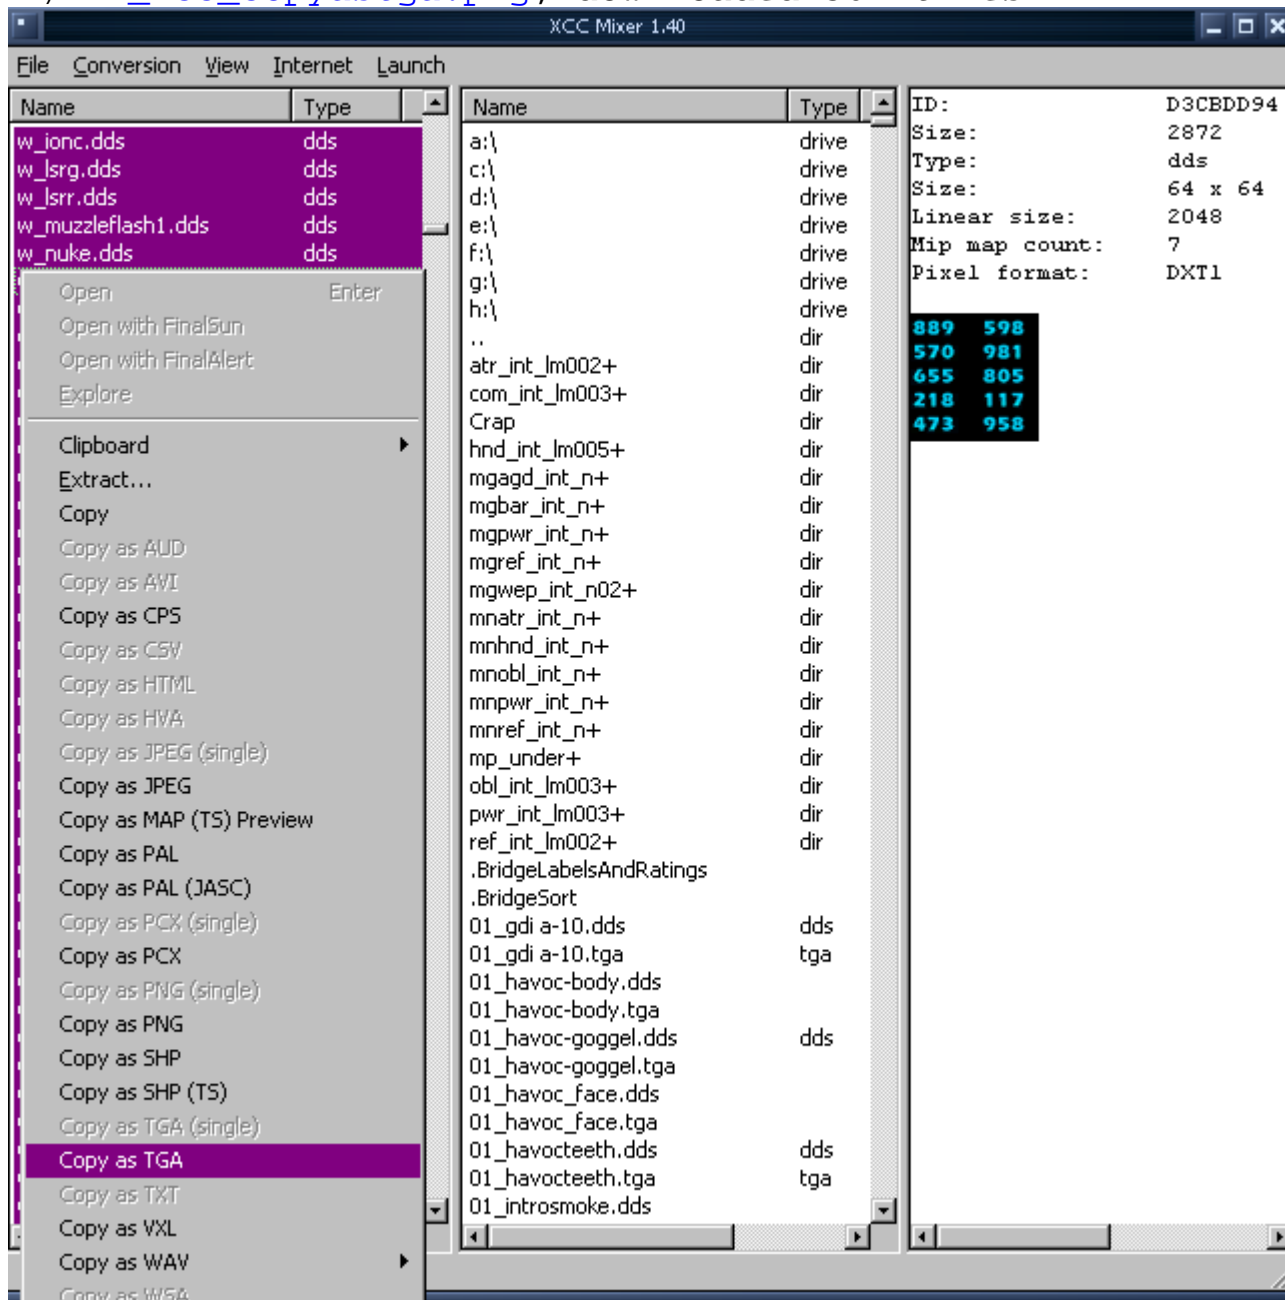 XCC Mixer 1.40
File Conversion View Internet Launch
Name Type
w_ionc.dds dds
w_lsrg.dds dds
w_lsrr.dds dds
w_muzzleflash1.dds dds
w_nuke.dds dds
Open Enter
Open with FinalSun
Open with FinalAlert
Explore
Clipboard
Extract...
Copy
Copy as AUD
Copy as AVI
Copy as CPS
Copy as CSV
Copy as HTML
Copy as HVA
Copy as JPEG (single)
Copy as JPEG
Copy as MAP (TS) Preview
Copy as PAL
Copy as PAL (JASC)
Copy as PCX (single)
Copy as PCX
Copy as PNG (single)
Copy as PNG
Copy as SHP
Copy as SHP (TS)
Copy as TGA (single)
Copy as TGA
Copy as TXT
Copy as VXL
Copy as WAV
Copy as WSA
Name Type
a:\ drive
c:\ drive
d:\ drive
e:\ drive
f:\ drive
g:\ drive
h:\ drive
.. dir
atr_int_lm002+ dir
com_int_lm003+ dir
Crap dir
hnd_int_lm005+ dir
mgagd_int_n+ dir
mgbar_int_n+ dir
mgpwr_int_n+ dir
mgref_int_n+ dir
mgwep_int_n02+ dir
mnatr_int_n+ dir
mnhnd_int_n+ dir
mnobl_int_n+ dir
mnpwr_int_n+ dir
mnref_int_n+ dir
mp_under+ dir
obl_int_lm003+ dir
pwr_int_lm003+ dir
ref_int_lm002+ dir
.BridgeLabelsAndRatings
.BridgeSort
01_gdi a-10.dds dds
01_gdi a-10.tga tga
01_havoc-body.dds
01_havoc-body.tga
01_havoc-goggel.dds dds
01_havoc-goggel.tga
01_havoc_face.dds
01_havoc_face.tga
01_havocteeth.dds dds
01_havocteeth.tga tga
01_introsmoke.dds
ID: D3CBDD94
Size: 2872
Type: dds
Size: 64 x 64
Linear size: 2048
Mip map count: 7
Pixel format: DXT1
889 598
570 981
655 805
218 117
473 958